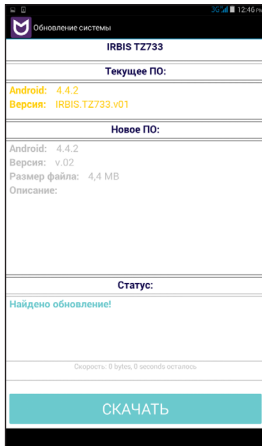 3G 12:46 PM
Обновление системы
IRBIS TZ733
Текущее ПО:
Android: 4.4.2
Версия: IRBIS.TZ733.v01
Новое ПО:
Android: 4.4.2
Версия: v.02
Размер файла: 4,4 MB
Описание:
Статус:
Найдено обновление!
Скорость: 0 bytes, 0 seconds осталось
СКАЧАТЬ